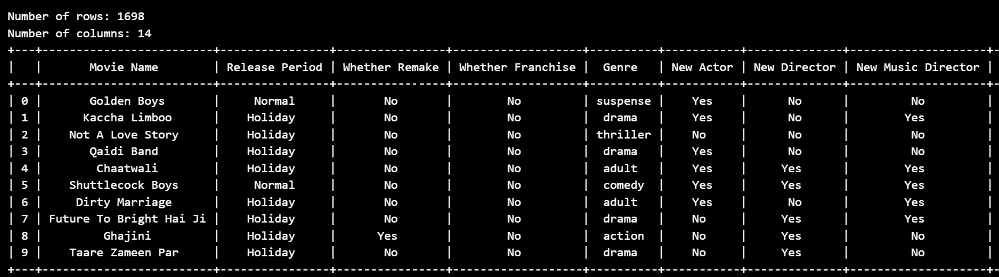 Number of rows: 1698
Number of columns: 14
+---+-------------------------+----------------+----------------+-------------------+----------+-----------+--------------+--------------------+-
|   |       Movie Name        | Release Period | Whether Remake | Whether Franchise |  Genre   | New Actor | New Director | New Music Director |
+---+-------------------------+----------------+----------------+-------------------+----------+-----------+--------------+--------------------+-
| 0 |       Golden Boys       |     Normal     |       No       |        No         | suspense |    Yes    |      No      |         No         |
| 1 |      Kaccha Limboo      |    Holiday     |       No       |        No         |  drama   |    Yes    |      No      |        Yes         |
| 2 |    Not A Love Story     |    Holiday     |       No       |        No         | thriller |    No     |      No      |         No         |
| 3 |       Qaidi Band        |    Holiday     |       No       |        No         |  drama   |    Yes    |      No      |         No         |
| 4 |        Chaatwali        |    Holiday     |       No       |        No         |  adult   |    Yes    |     Yes      |        Yes         |
| 5 |    Shuttlecock Boys     |     Normal     |       No       |        No         |  comedy  |    Yes    |     Yes      |        Yes         |
| 6 |     Dirty Marriage      |    Holiday     |       No       |        No         |  adult   |    Yes    |      No      |        Yes         |
| 7 | Future To Bright Hai Ji |    Holiday     |       No       |        No         |  drama   |    No     |     Yes      |        Yes         |
| 8 |         Ghajini         |    Holiday     |      Yes       |        No         |  action  |    No     |     Yes      |         No         |
| 9 |    Taare Zameen Par     |    Holiday     |       No       |        No         |  drama   |    No     |     Yes      |         No         |
+---+-------------------------+----------------+----------------+-------------------+----------+-----------+--------------+--------------------+-